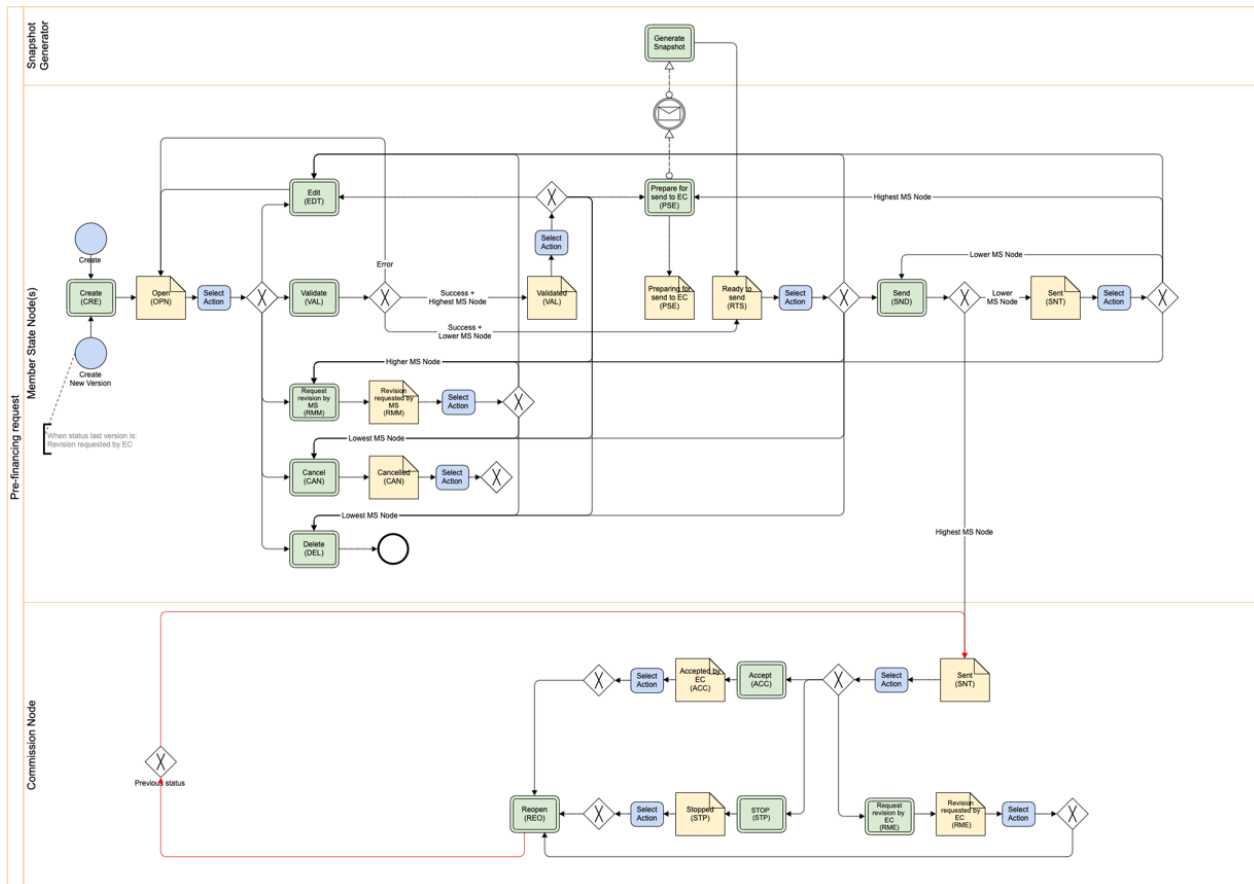 Pre-financing request
Snapshot
Generator
Generate
Snapshot
Member State Node(s)
Create
Create
(CRE)
Create
New Version
When status last version is:
Revision requested by EC
Open
(OPN)
Select
Action
Edit
(EDT)
Validate
(VAL)
Error
Success +
Highest MS Node
Success +
Lower MS Node
Validated
(VAL)
Select
Action
Prepare for
send to EC
(PSE)
Preparing for
send to EC
(PSE)
Ready to
send
(RTS)
Select
Action
Send
(SND)
Highest MS Node
Lower MS Node
Lower
MS Node
Sent
(SNT)
Select
Action
Higher MS Node
Request
revision by
MS
(RMM)
Revision
requested by
MS
(RMM)
Select
Action
Lowest MS Node
Cancel
(CAN)
Cancelled
(CAN)
Select
Action
Lowest MS Node
Delete
(DEL)
Highest MS Node
Commission Node
Previous status
Sent
(SNT)
Select
Action
Accept
(ACC)
Accepted by
EC
(ACC)
Select
Action
Reopen
(REO)
Select
Action
Stopped
(STP)
STOP
(STP)
Request
revision by
EC
(RME)
Revision
requested by
EC
(RME)
Select
Action